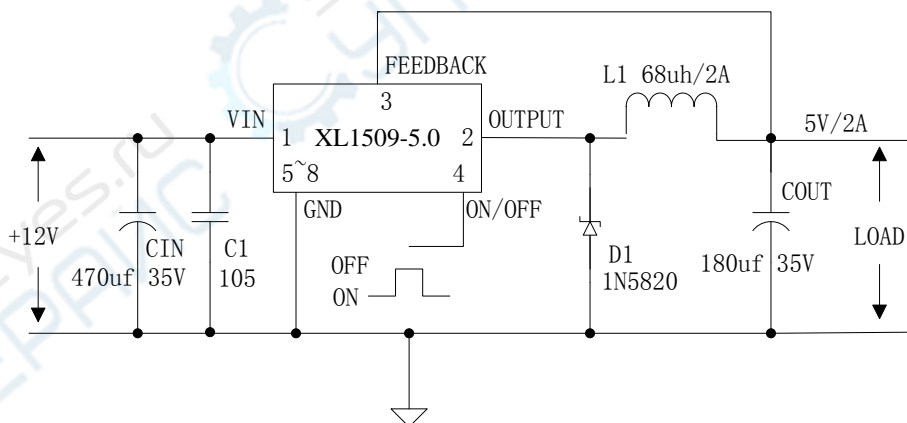 FEEDBACK
L1 68uh/2A
3
VIN
OUTPUT
5V/2A
1 XL1509-5.0 2
5~8
4
GND
ON/OFF
COUT
+12V
CIN
C1
D1
LOAD
OFF
470uf 35V
105
1N5820
180uf 35V
ON